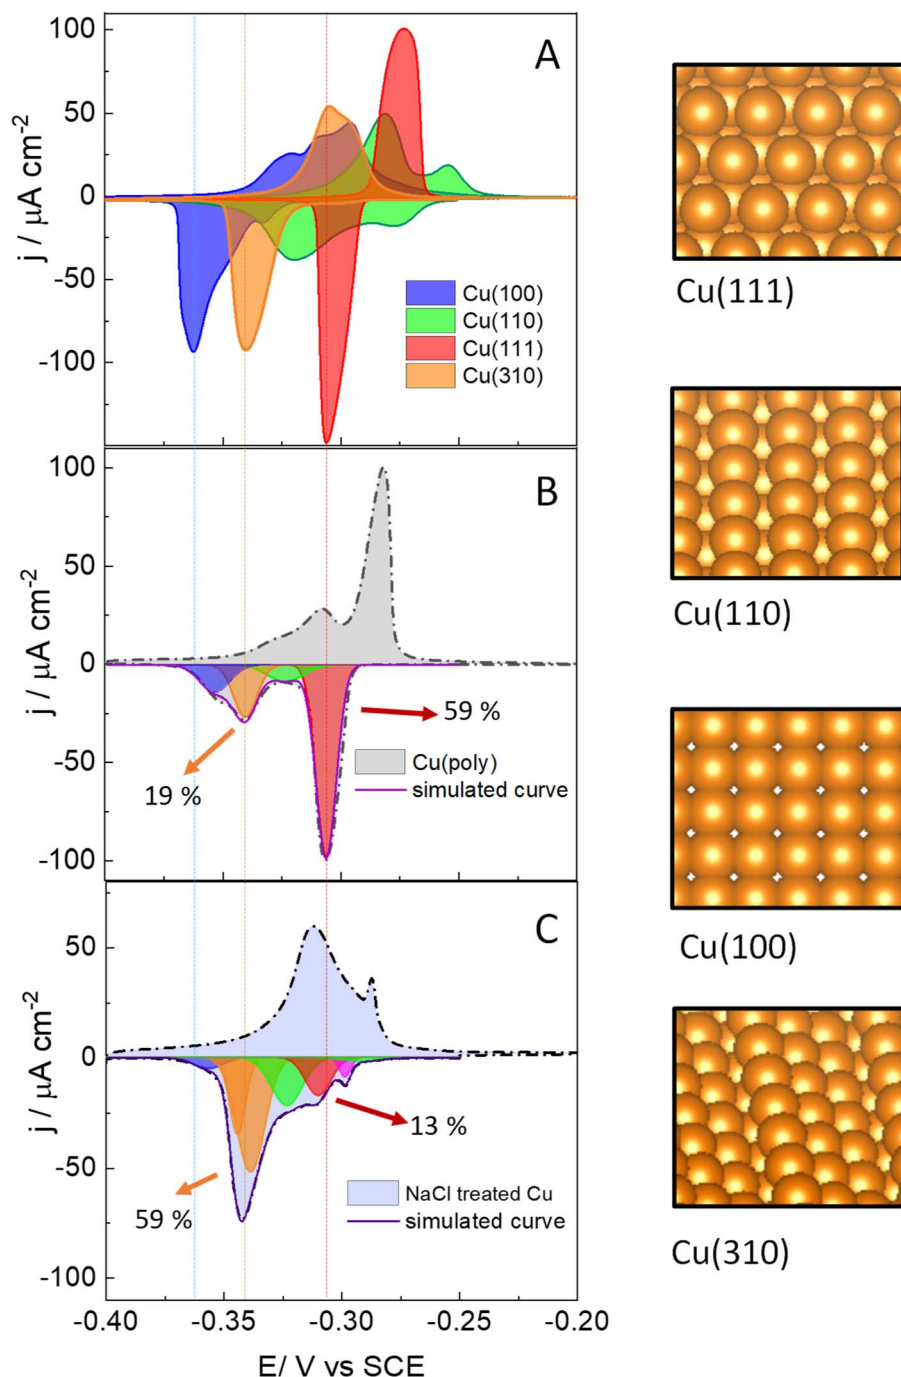 A
100
50
0
-50
-100
j / μA cm⁻²
Cu(100)
Cu(110)
Cu(111)
Cu(310)
B
100
50
0
-50
-100
j / μA cm⁻²
59 %
19 %
Cu(poly)
simulated curve
C
50
0
-50
-100
j / μA cm⁻²
13 %
59 %
NaCl treated Cu
simulated curve
-0.40 -0.35 -0.30 -0.25 -0.20
E/ V vs SCE
Cu(111)
Cu(110)
Cu(100)
Cu(310)